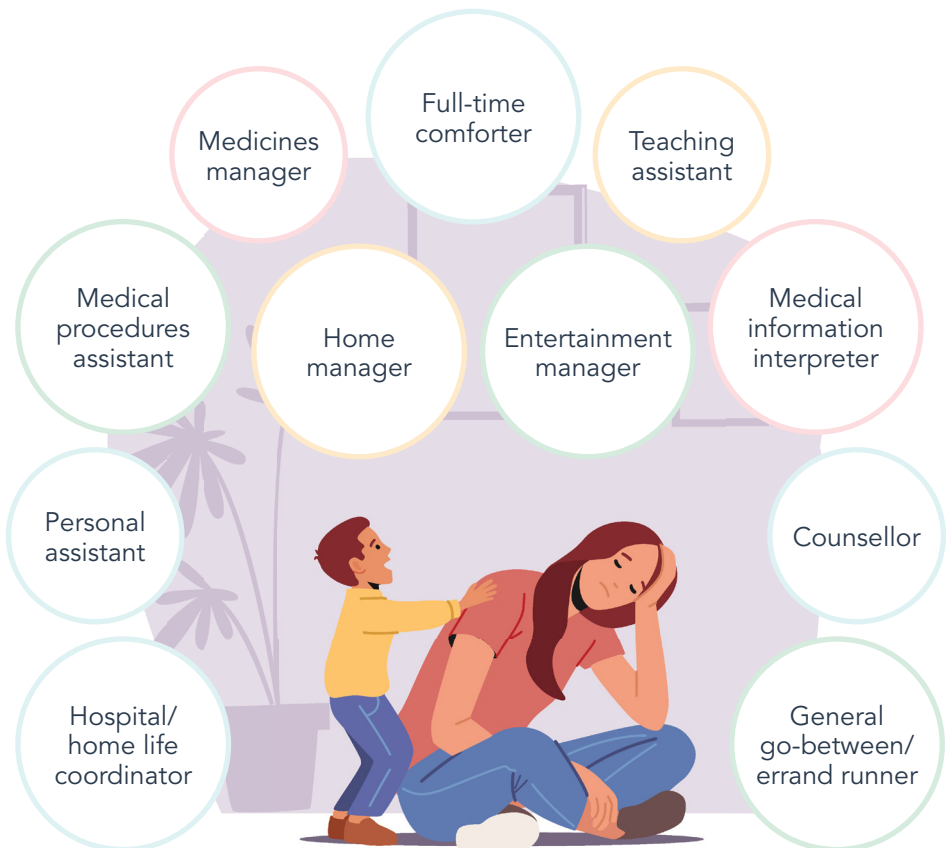 Full-time
comforter
Medicines
manager
Teaching
assistant
Medical
procedures
assistant
Home
manager
Entertainment
manager
Medical
information
interpreter
Personal
assistant
Counsellor
Hospital/
home life
coordinator
General
go-between/
errand runner